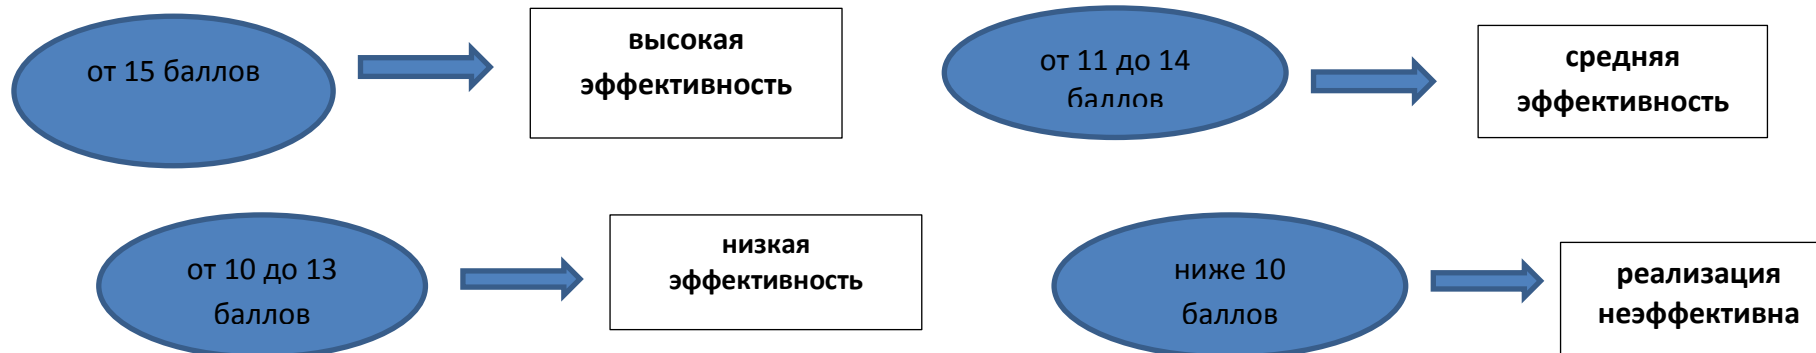 от 15 баллов
высокая
эффективность
от 11 до 14
баллов
средняя
эффективность
от 10 до 13
баллов
низкая
эффективность
ниже 10
баллов
реализация
неэффективна